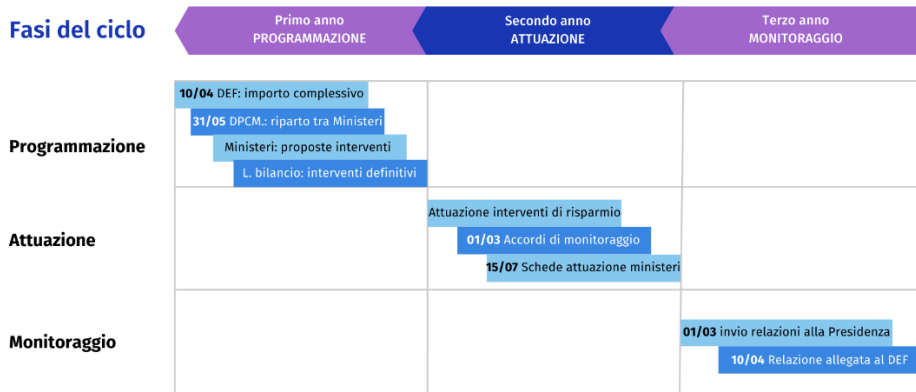 Fasi del ciclo
Primo anno
PROGRAMMAZIONE
Secondo anno
ATTUAZIONE
Terzo anno
MONITORAGGIO
Programmazione
10/04 DEF: importo complessivo
31/05 DPCM.: riparto tra Ministeri
Ministeri: proposte interventi
L. bilancio: interventi definitivi
Attuazione
Attuazione interventi di risparmio
01/03 Accordi di monitoraggio
15/07 Schede attuazione ministeri
Monitoraggio
01/03 invio relazioni alla Presidenza
10/04 Relazione allegata al DEF